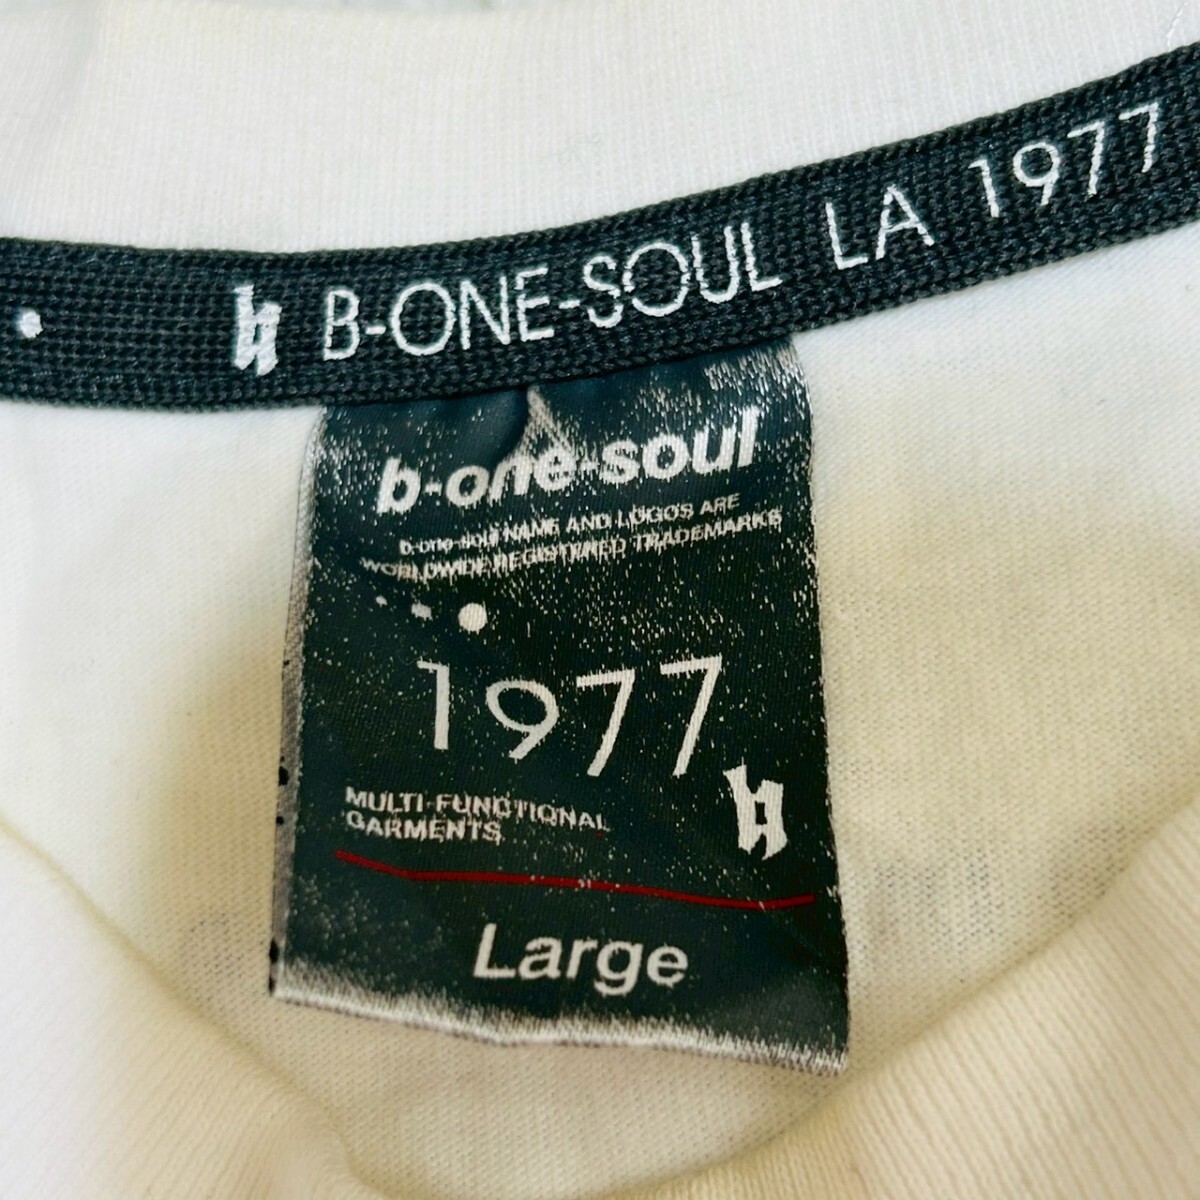 B-ONE-SOUL LA 1977
b-one-soul
b-one-soul NAME AND LOGOS ARE
WORLDWIDE REGISTERED TRADEMARKS
1977
MULTI-FUNCTIONAL
GARMENTS
Large